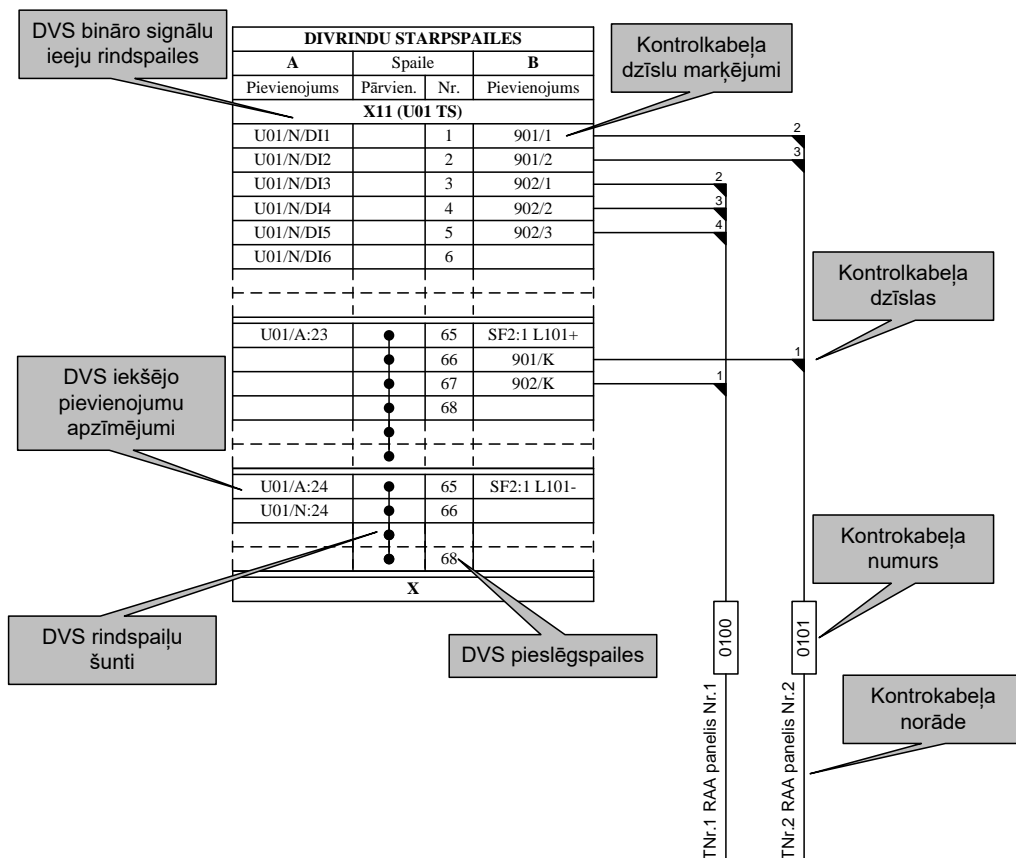 DVS bināro signālu
ieeju rindspailes
DIVRINDU STARPSPAILES
A Spaile B
Pievienojums Pārvien. Nr. Pievienojums
X11 (U01 TS)
U01/N/DI1 1 901/1
U01/N/DI2 2 901/2
U01/N/DI3 3 902/1
U01/N/DI4 4 902/2
U01/N/DI5 5 902/3
U01/N/DI6 6
U01/A:23 65 SF2:1 L101+
66 901/K
67 902/K
68
U01/A:24 65 SF2:1 L101-
U01/N:24 66
68
X
Kontrolkabeļa
dzīslu marķējumi
2
3
2
3
4
1
1
Kontrolkabeļa
dzīslas
DVS iekšējo
pievienojumu
apzīmējumi
Kontrokabeļa
numurs
DVS rindspaiļu
šunti
DVS pieslēgspailes
0100
0101
Kontrokabeļa
norāde
TNr.1 RAA panelis Nr.1
TNr.2 RAA panelis Nr.2